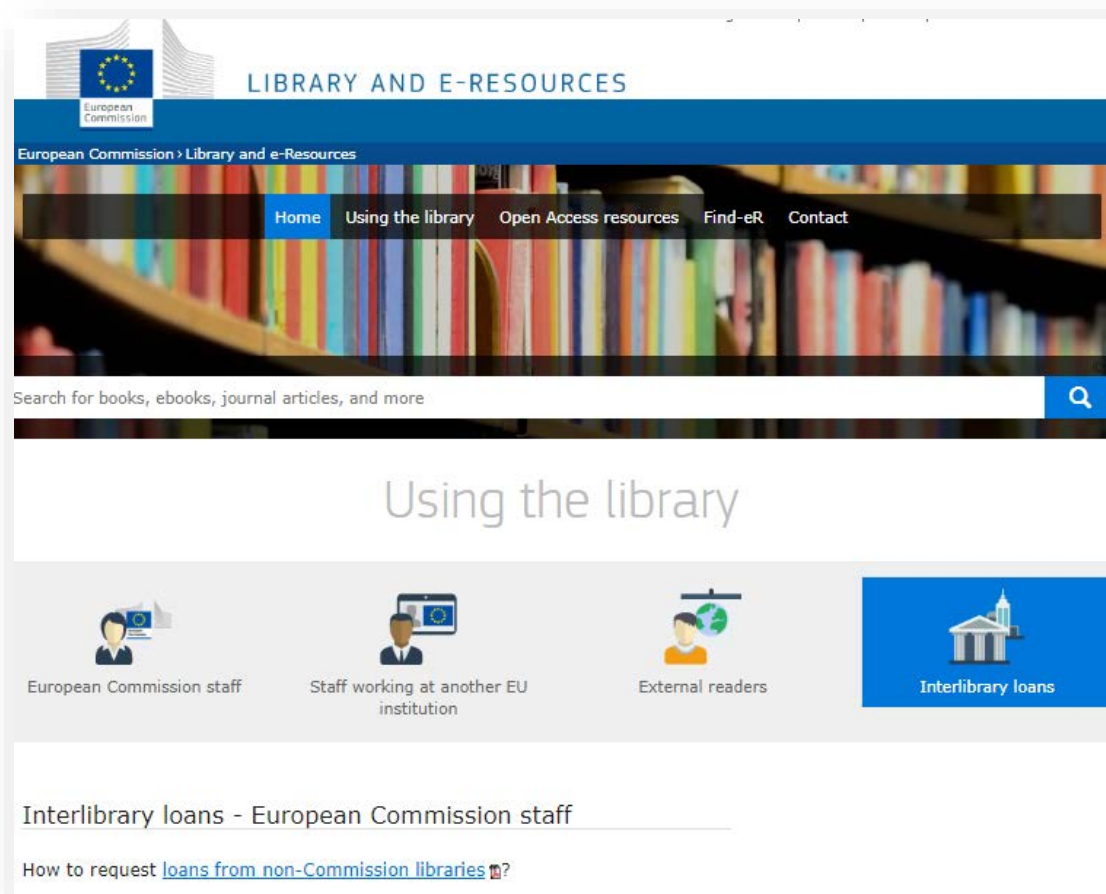 LIBRARY AND E-RESOURCES
European
Commission
European Commission › Library and e-Resources
Home Using the library Open Access resources Find-eR Contact
Search for books, ebooks, journal articles, and more
Using the library
European Commission staff
Staff working at another EU
institution
External readers
Interlibrary loans
Interlibrary loans - European Commission staff
How to request loans from non-Commission libraries ?